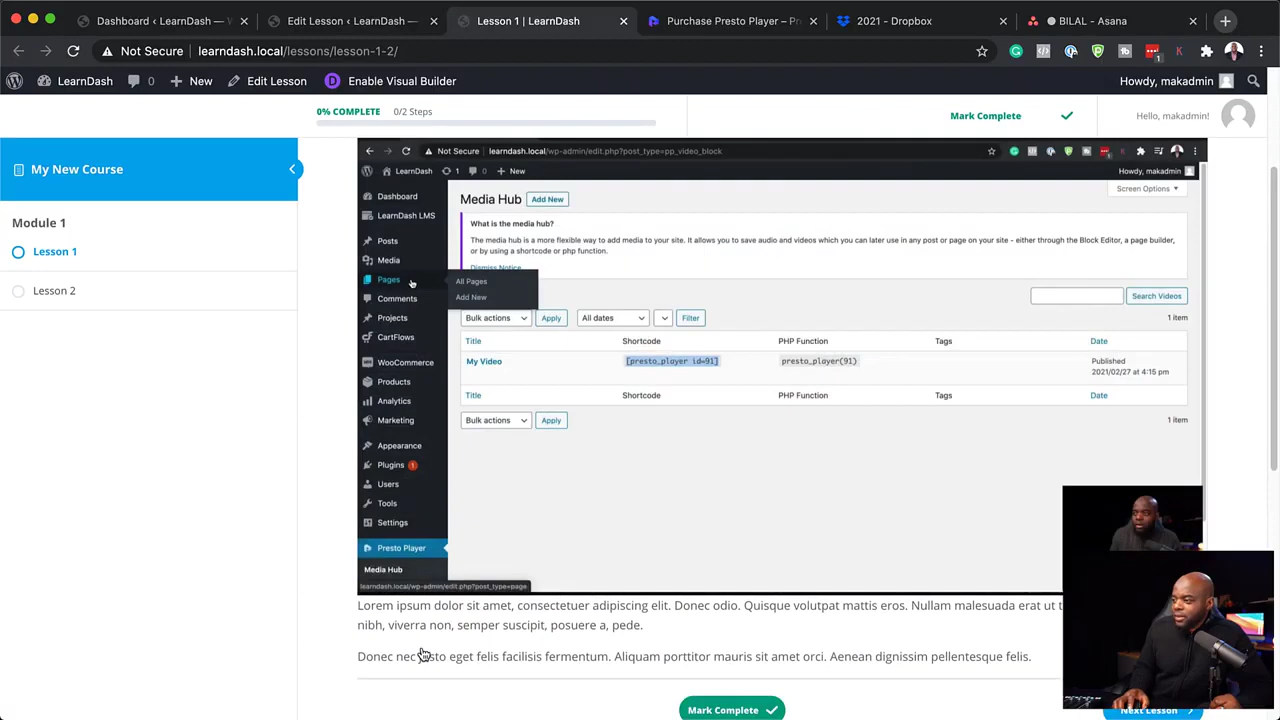 Dashboard ‹ LearnDash —
Edit Lesson ‹ LearnDash —
Lesson 1 | LearnDash
Purchase Presto Player – Pr
2021 - Dropbox
BILAL - Asana
Not Secure
learndash.local/lessons/lesson-1-2/
LearnDash
0
New
Edit Lesson
Enable Visual Builder
Howdy, makadmin
0% COMPLETE
0/2 Steps
Mark Complete
Hello, makadmin!
My New Course
Module 1
Lesson 1
Lesson 2
Not Secure
learndash.local/wp-admin/edit.php?post_type=pp_video_block
LearnDash
1
0
New
Howdy, makadmin
Dashboard
LearnDash LMS
Posts
Media
Pages
Comments
Projects
CartFlows
WooCommerce
Products
Analytics
Marketing
Appearance
Plugins 1
Users
Tools
Settings
Presto Player
Media Hub
All Pages
Add New
Media Hub
Add New
Screen Options
What is the media hub?
The media hub is a more flexible way to add media to your site. It allows you to save audio and videos which you can later use in any post or page on your site - either through the Block Editor, a page builder,
or by using a shortcode or php function.
Dismiss Notice
Search Videos
Bulk actions
Apply
All dates
Filter
1 item
Title
Shortcode
PHP Function
Tags
Date
My Video
[presto_player id=91]
presto_player(91)
Published
2021/02/27 at 4:15 pm
Title
Shortcode
PHP Function
Tags
Date
Bulk actions
Apply
1 item
learndash.local/wp-admin/edit.php?post_type=page
Lorem ipsum dolor sit amet, consectetuer adipiscing elit. Donec odio. Quisque volutpat mattis eros. Nullam malesuada erat ut t
nibh, viverra non, semper suscipit, posuere a, pede.
Donec nec justo eget felis facilisis fermentum. Aliquam porttitor mauris sit amet orci. Aenean dignissim pellentesque felis.
Mark Complete
Next Lesson